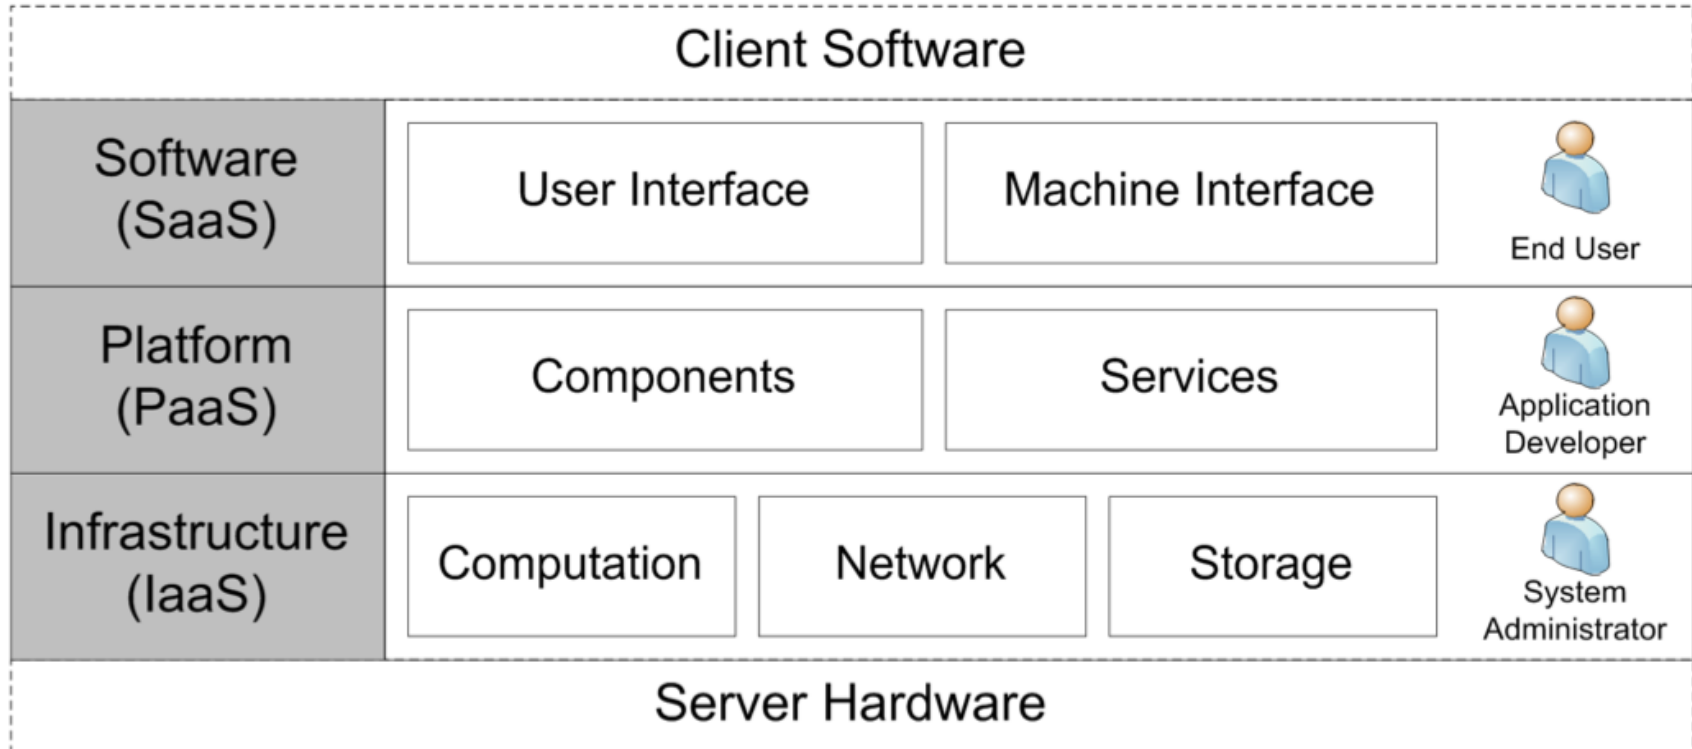 Client Software
Software
(SaaS)
User Interface
Machine Interface
End User
Platform
(PaaS)
Components
Services
Application
Developer
Infrastructure
(IaaS)
Computation
Network
Storage
System
Administrator
Server Hardware